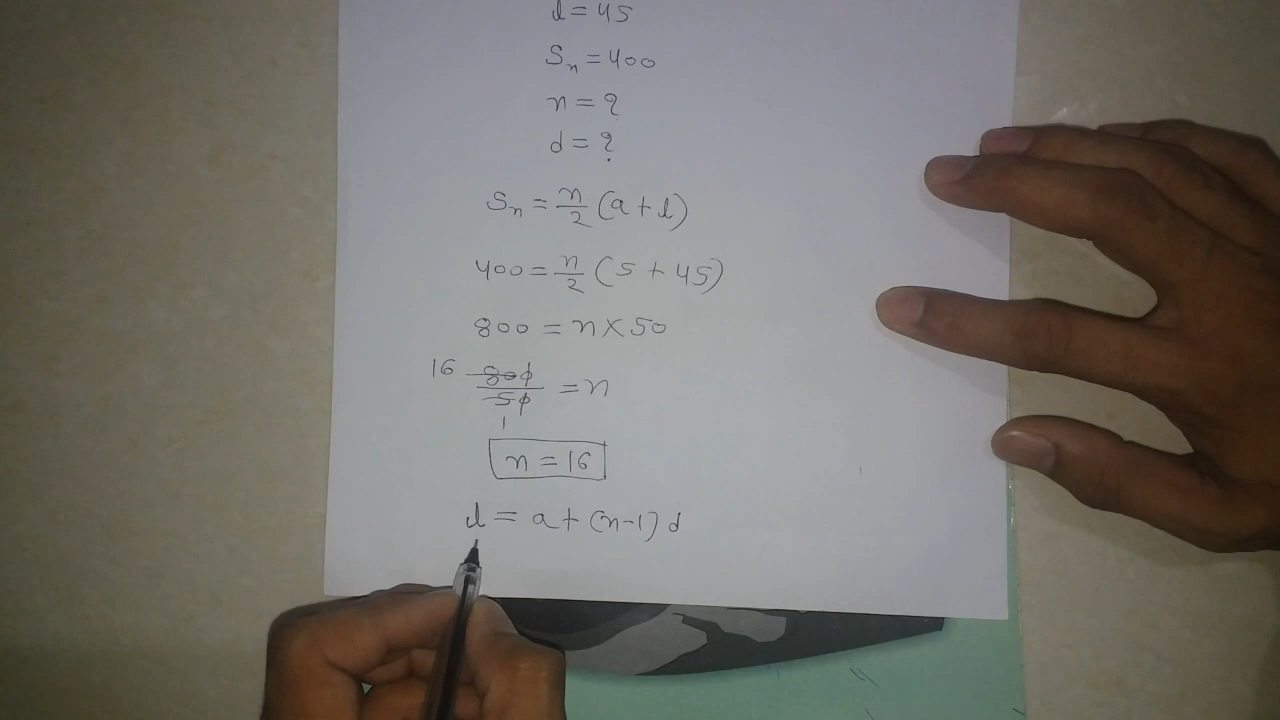 l = 45
Sn = 400
n = ?
d = ?
Sn = n/2 (a + l)
400 = n/2 (5 + 45)
800 = n × 50
16 800/50 = n
1
n = 16
l = a + (n-1) d